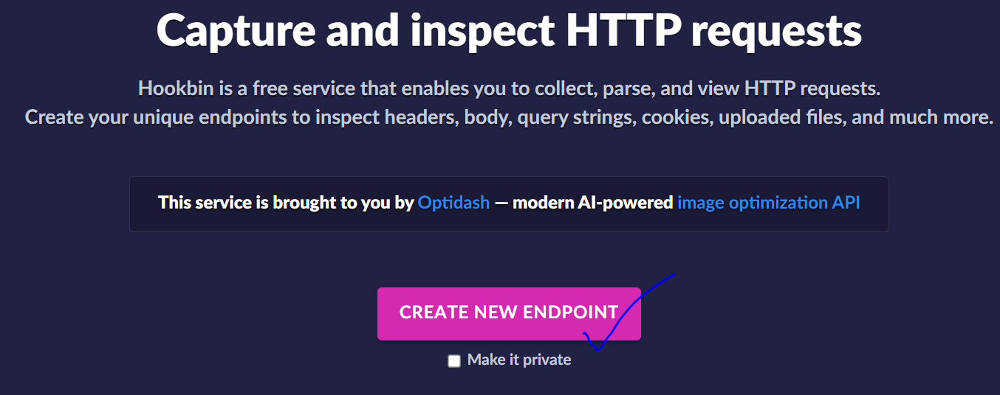 Capture and inspect HTTP requests
Hookbin is a free service that enables you to collect, parse, and view HTTP requests.
Create your unique endpoints to inspect headers, body, query strings, cookies, uploaded files, and much more.
This service is brought to you by Optidash — modern AI-powered image optimization API
CREATE NEW ENDPOINT
Make it private